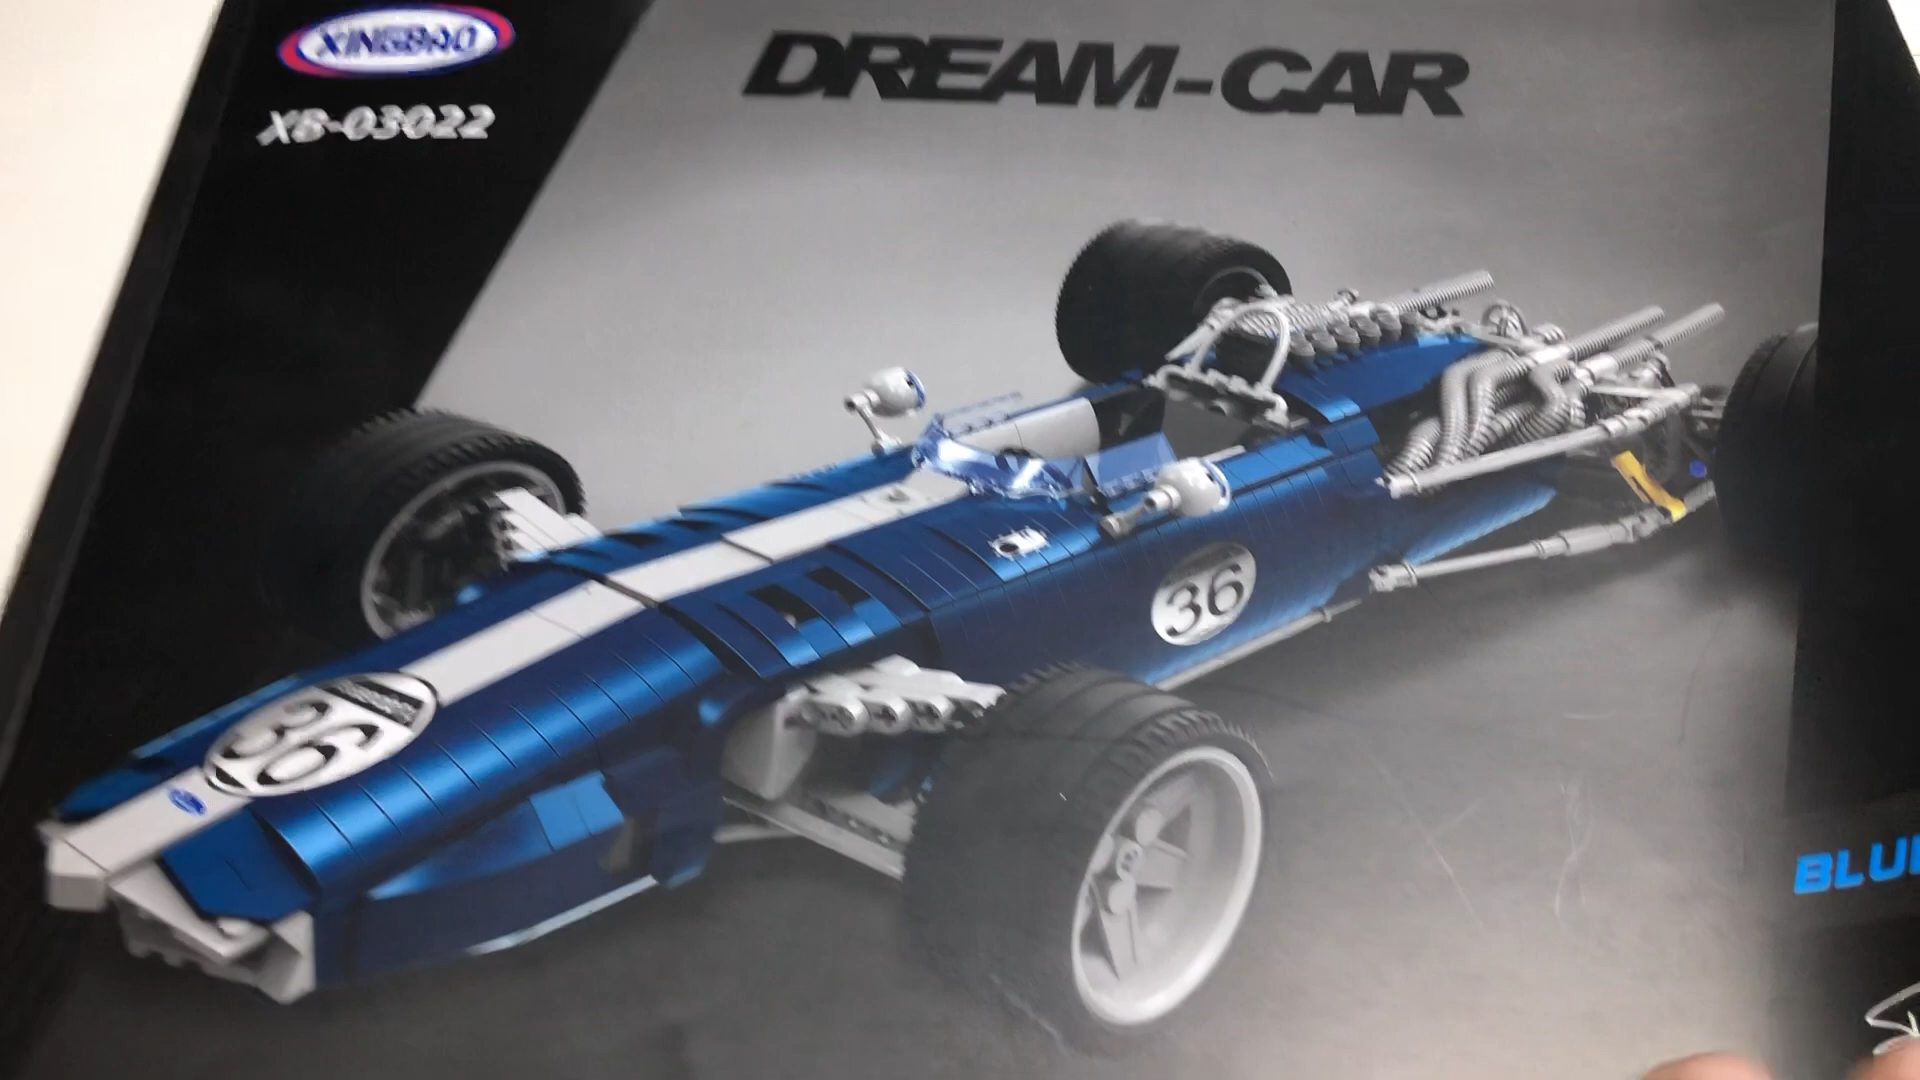 XINGBAO
XB-03022
DREAM-CAR
36
36
BLU